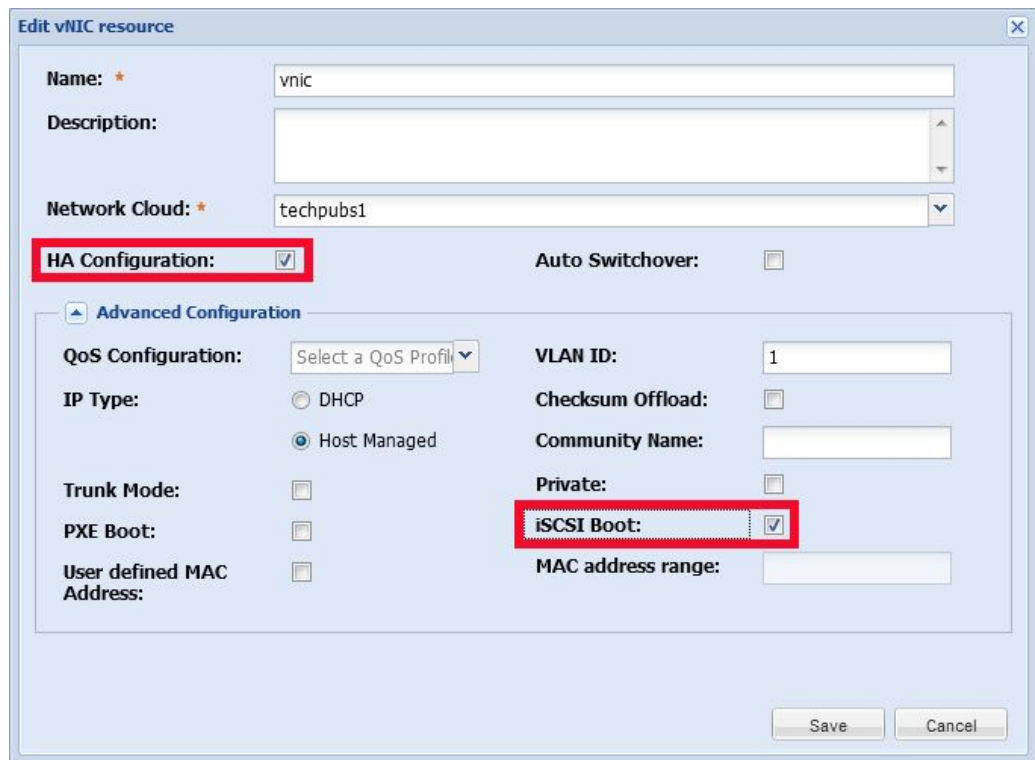 Edit vNIC resource
Name: *
vnic
Description:
Network Cloud: *
techpubs1
HA Configuration:
Auto Switchover:
Advanced Configuration
QoS Configuration:
Select a QoS Profil
VLAN ID:
1
IP Type:
DHCP
Checksum Offload:
Host Managed
Community Name:
Trunk Mode:
Private:
PXE Boot:
iSCSI Boot:
User defined MAC
Address:
MAC address range:
Save
Cancel